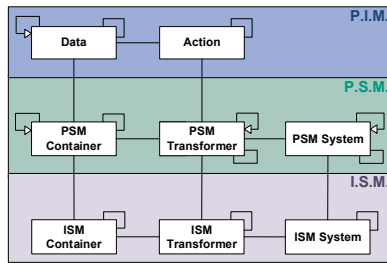 P.I.M.
Data
Action
P.S.M.
PSM
Container
PSM
Transformer
PSM System
I.S.M.
ISM
Container
ISM
Transformer
ISM System